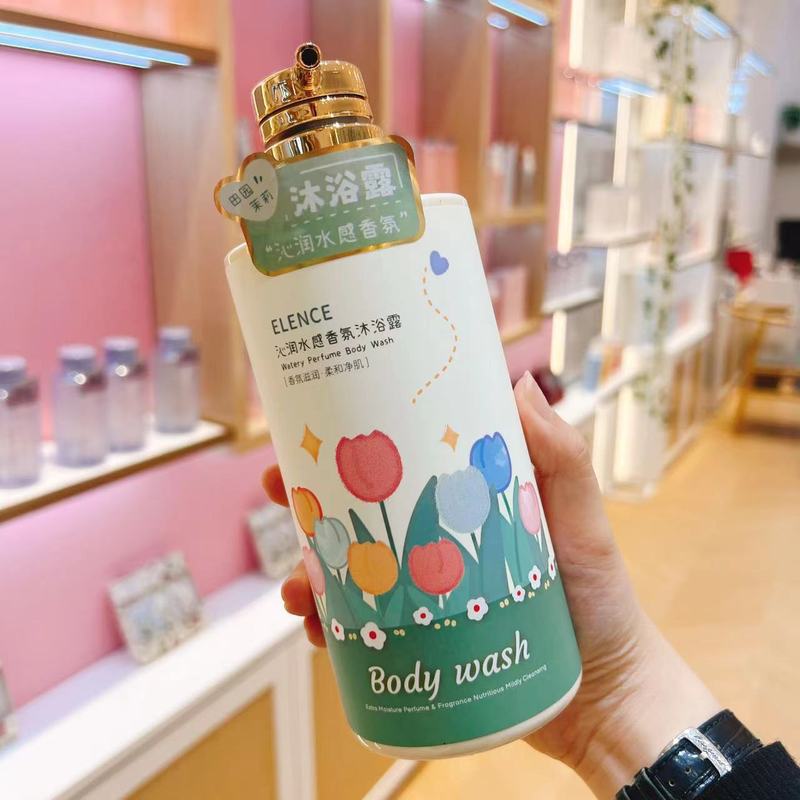 田园
茉莉
沐浴露
“沁润水感香氛”
ELENCE
沁润水感香氛沐浴露
Watery Perfume Body Wash
[香氛滋润·柔和净肌]
Body wash
Extra Moisture Perfume & Fragrance Nutritious Mildly Cleansing